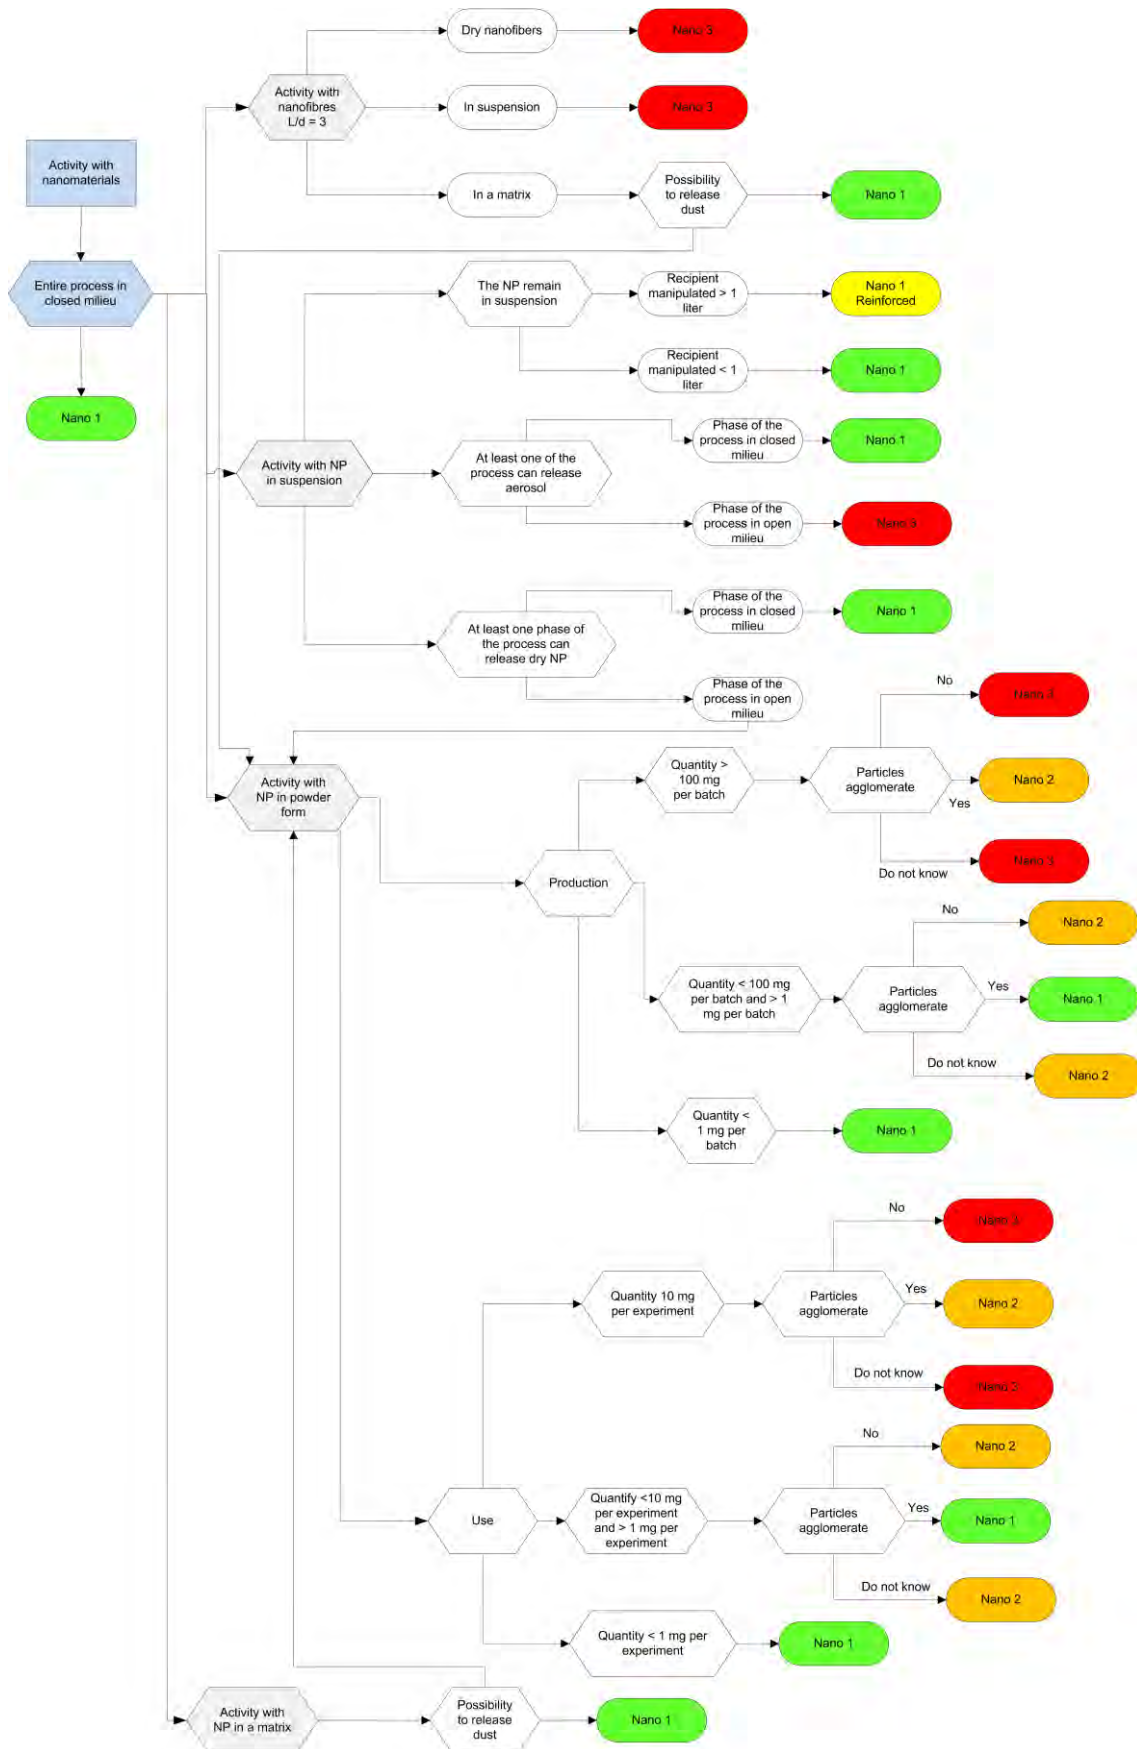 Dry nanofibers
Nano 3
Activity with
nanofibres
L/d = 3
In suspension
Nano 3
Activity with
nanomaterials
In a matrix
Possibility
to release
dust
Nano 1
Entire process in
closed milieu
The NP remain
in suspension
Recipient
manipulated > 1
liter
Nano 1
Reinforced
Recipient
manipulated < 1
liter
Nano 1
Nano 1
Activity with NP
in suspension
At least one of the
process can release
aerosol
Phase of the
process in closed
milieu
Nano 1
Phase of the
process in open
milieu
Nano 3
At least one phase of
the process can
release dry NP
Phase of the
process in closed
milieu
Nano 1
Phase of the
process in open
milieu
Activity with
NP in powder
form
Quantity >
100 mg
per batch
Particles
agglomerate
No
Nano 3
Yes
Nano 2
Do not know
Nano 3
Production
Quantity < 100 mg
per batch and > 1
mg per batch
Particles
agglomerate
No
Nano 2
Yes
Nano 1
Do not know
Nano 2
Quantity <
1 mg per
batch
Nano 1
Quantity 10 mg
per experiment
Particles
agglomerate
No
Nano 3
Yes
Nano 2
Do not know
Nano 3
Use
Quantify <10 mg
per experiment
and > 1 mg per
experiment
Particles
agglomerate
No
Nano 2
Yes
Nano 1
Do not know
Nano 2
Quantity < 1 mg per
experiment
Nano 1
Activity with
NP in a matrix
Possibility
to release
dust
Nano 1